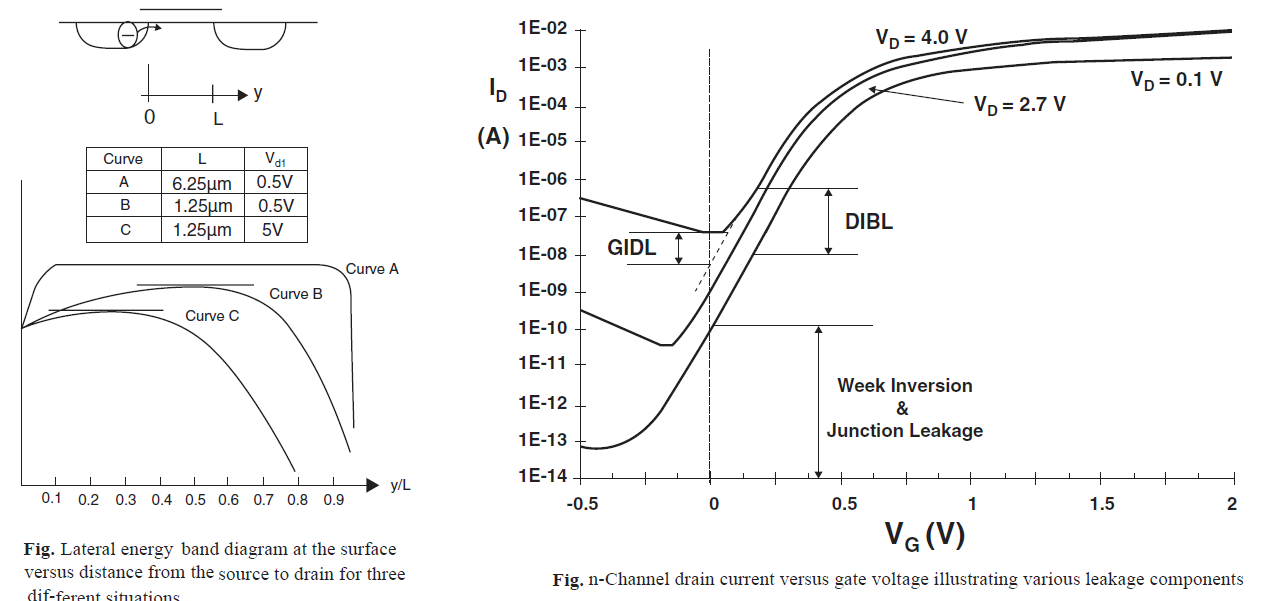 y
0 L
Curve L Vd1
A 6.25µm 0.5V
B 1.25µm 0.5V
C 1.25µm 5V
Curve A
Curve B
Curve C
0.1 0.2 0.3 0.4 0.5 0.6 0.7 0.8 0.9
y/L
Fig. Lateral energy band diagram at the surface
versus distance from the source to drain for three
dif-ferent situations
1E-02
1E-03
1E-04
1E-05
1E-06
1E-07
1E-08
1E-09
1E-10
1E-11
1E-12
1E-13
1E-14
ID
(A)
VD = 4.0 V
VD = 0.1 V
VD = 2.7 V
DIBL
GIDL
Week Inversion
&
Junction Leakage
-0.5 0 0.5 1 1.5 2
VG (V)
Fig. n-Channel drain current versus gate voltage illustrating various leakage components